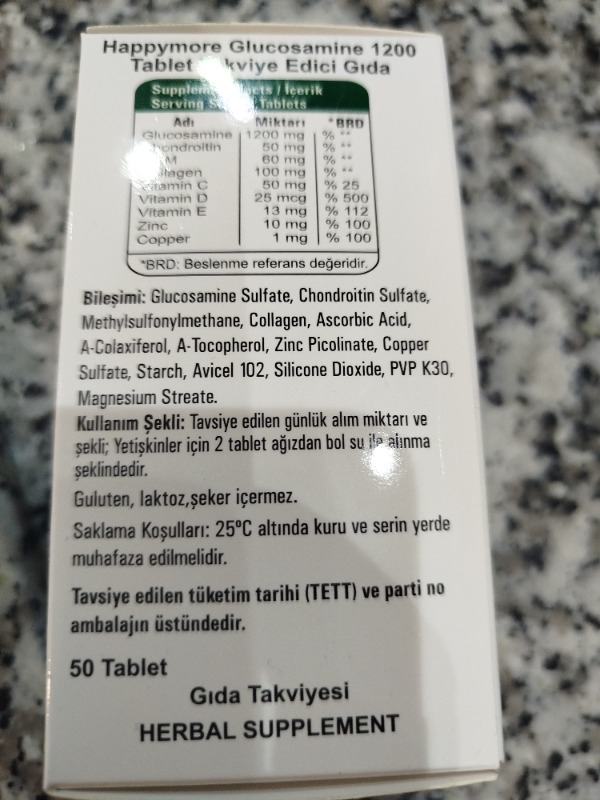 Happymore Glucosamine 1200
Tablet kviye Edici Gıda
/ İçerik
Serving Tablets
Adı Miktarı *BRD
Glucosamine 1200 mg % **
50 mg % **
60 mg % **
100 mg % **
Vitamin C 50 mg % 25
Vitamin D 25 mcg % 500
Vitamin E 13 mg % 112
Zinc 10 mg % 100
Copper 1 mg % 100
*BRD: Beslenme referans değeridir.
Bileşimi: Glucosamine Sulfate, Chondroitin Sulfate,
Methylsulfonylmethane, Collagen, Ascorbic Acid,
A-Colaxiferol, A-Tocopherol, Zinc Picolinate, Copper
Sulfate, Starch, Avicel 102, Silicone Dioxide, PVP K30,
Magnesium Streate.
Kullanım Şekli: Tavsiye edilen günlük alım miktarı ve
şekli; Yetişkinler için 2 tablet ağızdan bol su ile alınma
şeklindedir.
Guluten, laktoz,şeker içermez.
Saklama Koşulları: 25°C altında kuru ve serin yerde
muhafaza edilmelidir.
Tavsiye edilen tüketim tarihi (TETT) ve parti no
ambalajın üstündedir.
50 Tablet
Gıda Takviyesi
HERBAL SUPPLEMENT